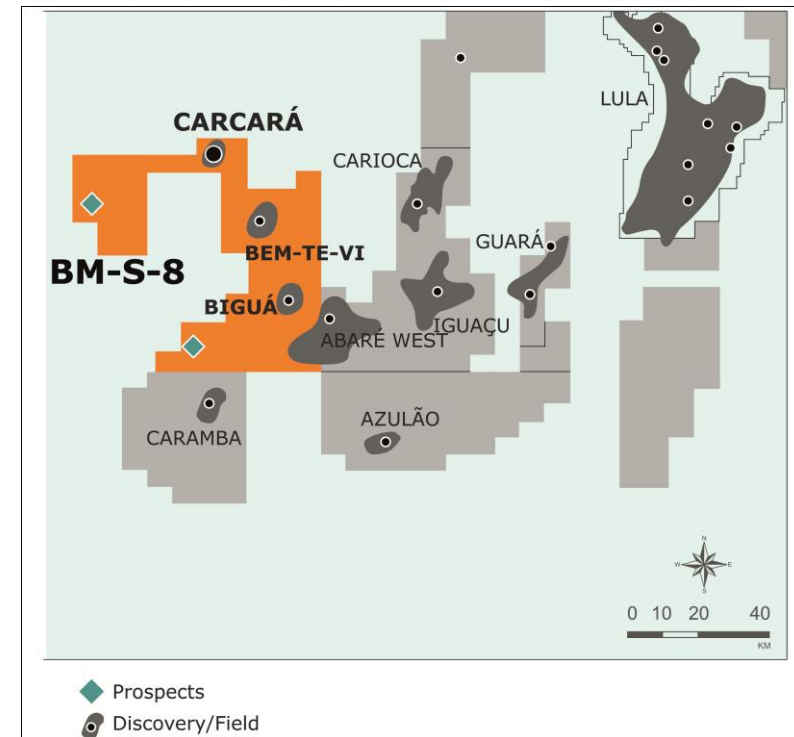 LULA
CARCARÁ
CARIOCA
GUARÁ
BEM-TE-VI
BM-S-8
BIGUÁ
IGUAÇU
ABARÉ WEST
AZULÃO
CARAMBA
N
W E
S
0 10 20 40
KM
Prospects
Discovery/Field